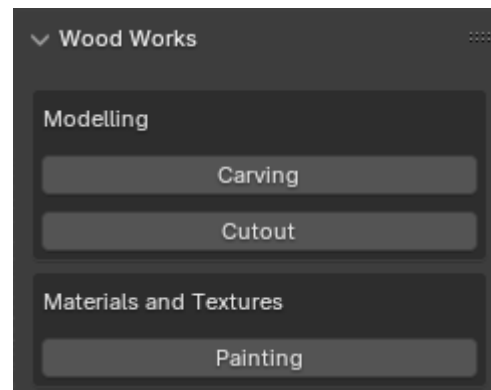 Wood Works
Modelling
Carving
Cutout
Materials and Textures
Painting